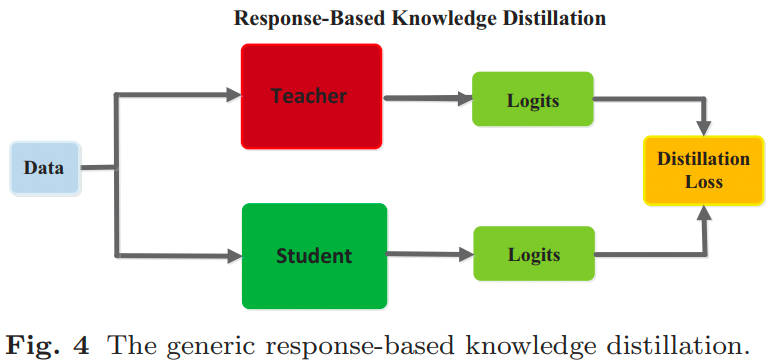 Response-Based Knowledge Distillation
Teacher
Logits
Data
Distillation
Loss
Student
Logits
Fig. 4 The generic response-based knowledge distillation.